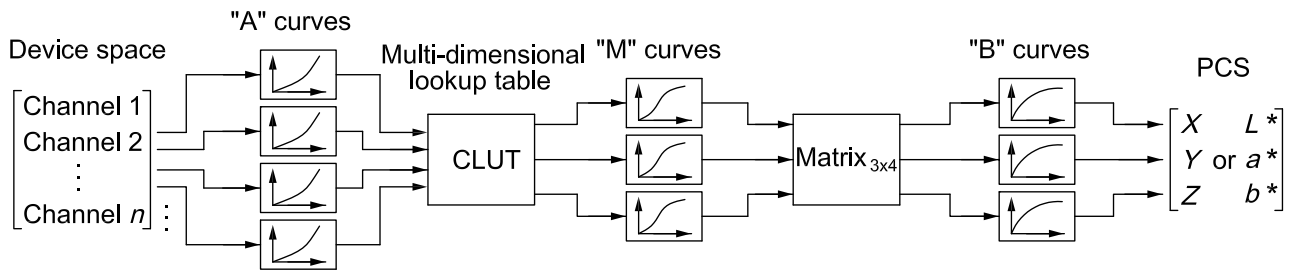 Device space
Channel 1
Channel 2
⋮
Channel n
⋮
"A" curves
Multi-dimensional
lookup table
CLUT
"M" curves
Matrix 3x4
"B" curves
PCS
X L*
Y or a*
Z b*